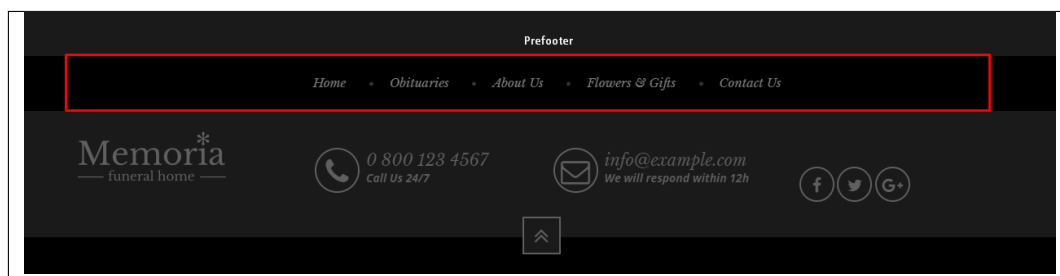 Prefooter
Home • Obituaries • About Us • Flowers & Gifts • Contact Us
Memoria
funeral home
0 800 123 4567
Call Us 24/7
info@example.com
We will respond within 12h
f
G+